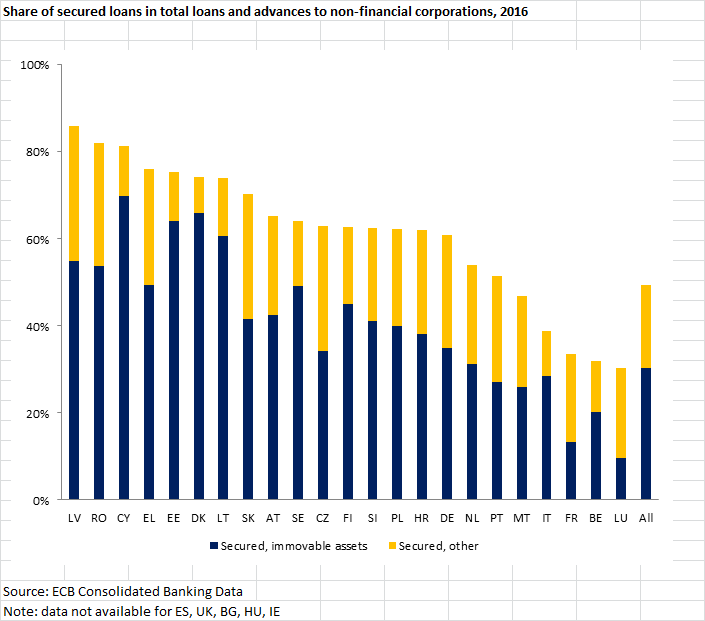 Share of secured loans in total loans and advances to non-financial corporations, 2016
100%
80%
60%
40%
20%
0%
LV RO CY EL EE DK LT SK AT SE CZ FI SI PL HR DE NL PT MT IT FR BE LU All
Secured, immovable assets Secured, other
Source: ECB Consolidated Banking Data
Note: data not available for ES, UK, BG, HU, IE